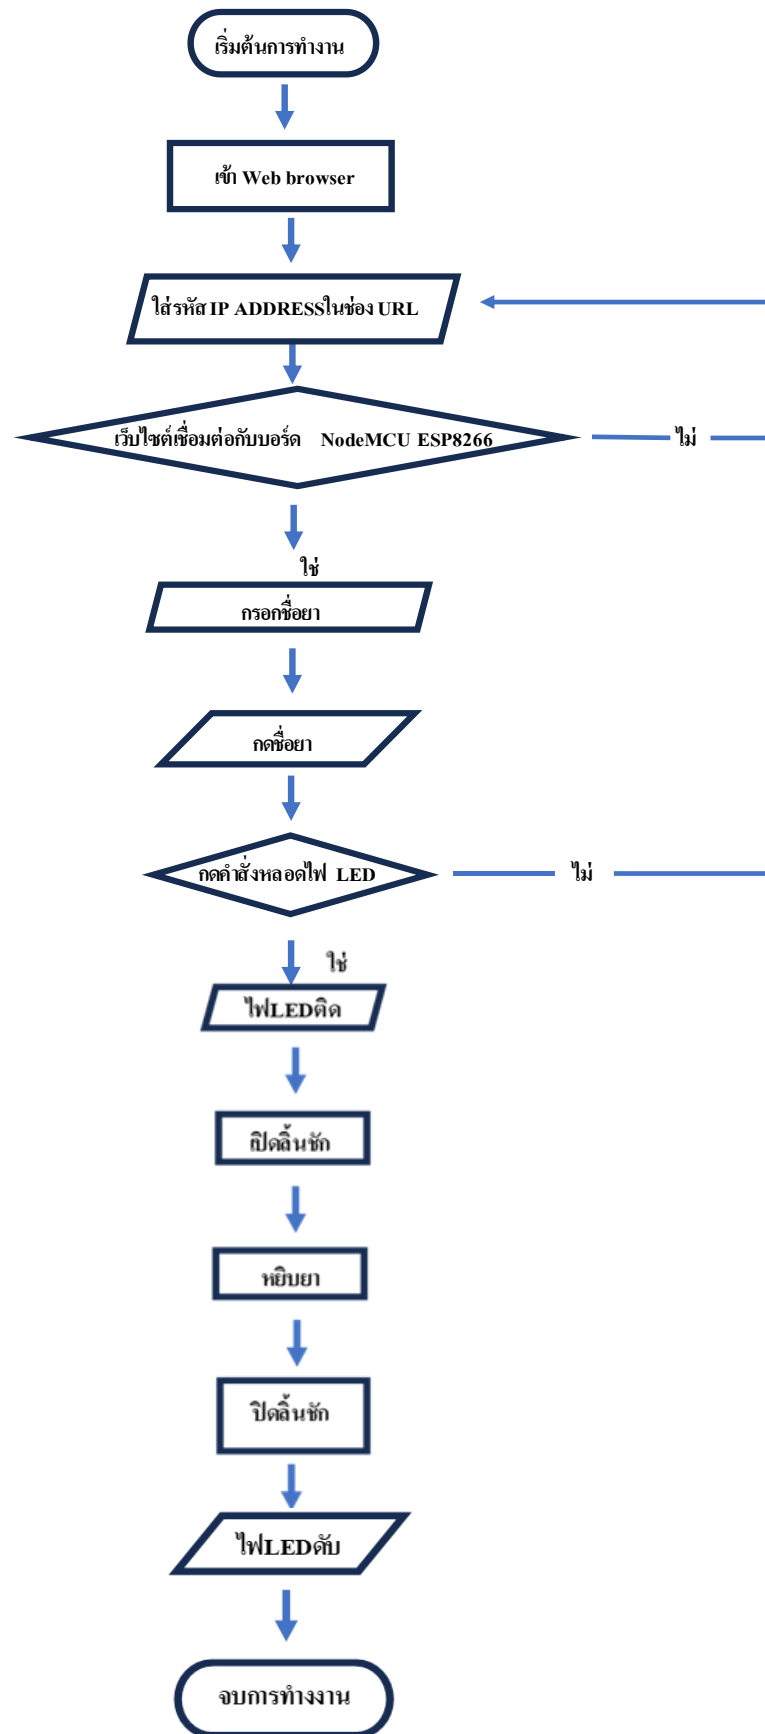 เริ่มต้นการทำงาน
เข้า Web browser
ใส่รหัส IP ADDRESSในช่อง URL
เว็บไซต์เชื่อมต่อกับบอร์ด NodeMCU ESP8266
ไม่
ใช่
กรอกชื่อยา
กดชื่อยา
กดคำสั่งหลอดไฟ LED
ไม่
ใช่
ไฟLEDติด
เปิดลิ้นชัก
หยิบยา
ปิดลิ้นชัก
ไฟLEDดับ
จบการทำงงาน